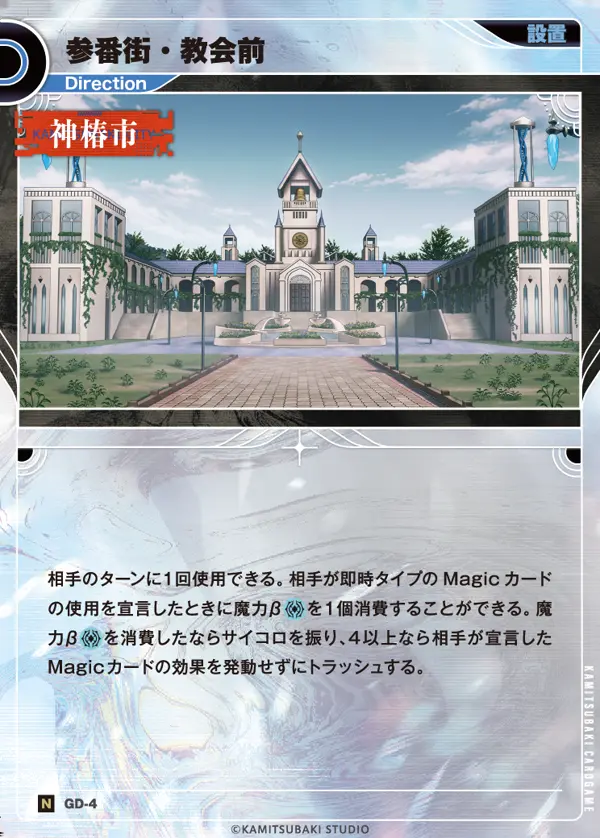 参番街・教会前
設置
Direction
神椿市
相手のターンに1回使用できる。相手が即時タイプの Magic カード
の使用を宣言したときに魔力β を1個消費することができる。魔
力β を消費したならサイコロを振り、4以上なら相手が宣言した
Magicカードの効果を発動せずにトラッシュする。
KAMITSUBAKI CARDGAME
N GD-4
©KAMITSUBAKI STUDIO